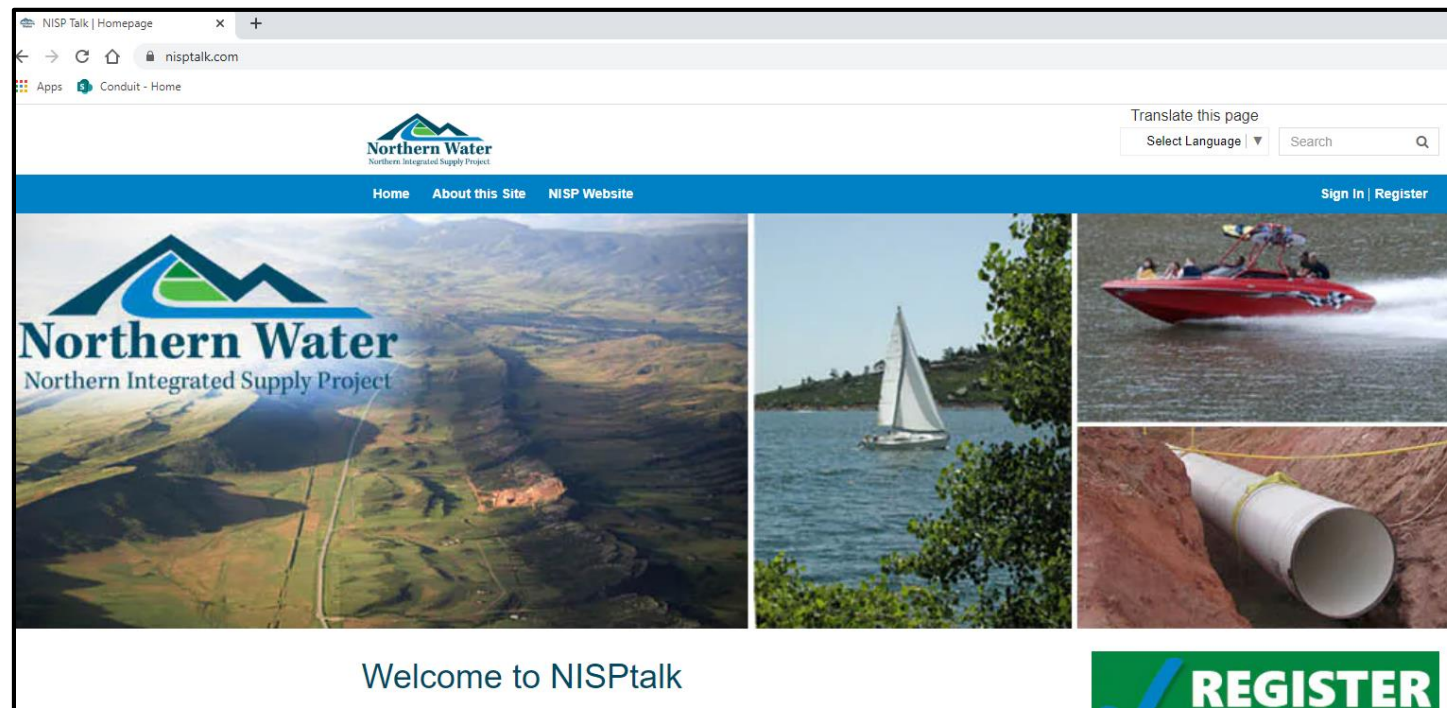 NISP Talk | Homepage
nisptalk.com
Apps Conduit - Home
Northern Water
Northern Integrated Supply Project
Translate this page
Select Language ▼
Search
Home About this Site NISP Website
Sign In | Register
Northern Water
Northern Integrated Supply Project
Welcome to NISPtalk
REGISTER